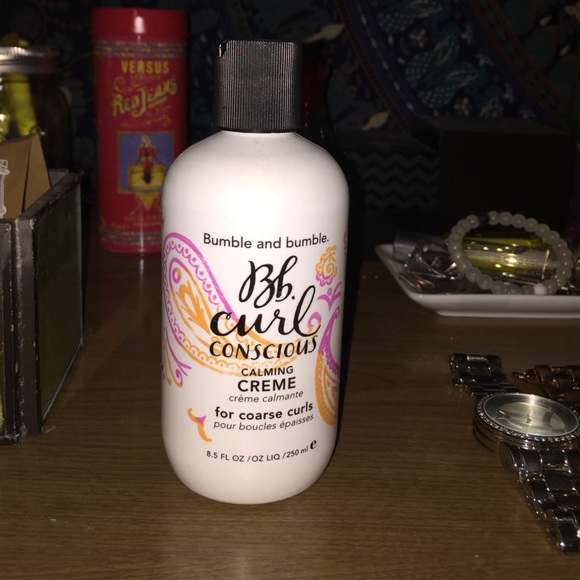 VERSUS
RED JEANS
Bumble and bumble.
Bb.
curl
CONSCIOUS
CALMING
CREME
crème calmante
for coarse curls
pour boucles épaisses
8.5 FL OZ / OZ LIQ / 250 ml e